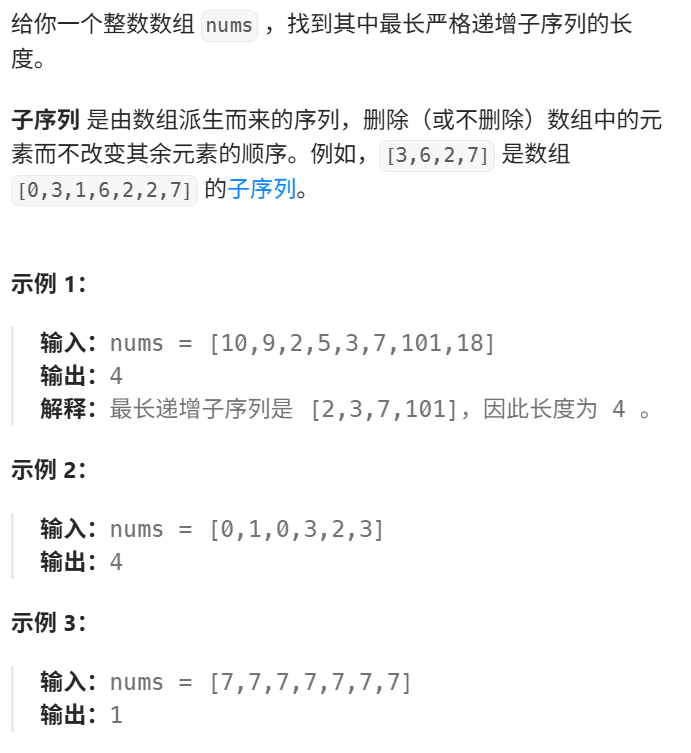 给你一个整数数组 nums ，找到其中最长严格递增子序列的长
度。
子序列 是由数组派生而来的序列，删除（或不删除）数组中的元
素而不改变其余元素的顺序。例如，[3,6,2,7] 是数组
[0,3,1,6,2,2,7] 的子序列。
示例 1：
输入：nums = [10,9,2,5,3,7,101,18]
输出：4
解释：最长递增子序列是 [2,3,7,101]，因此长度为 4 。
示例 2：
输入：nums = [0,1,0,3,2,3]
输出：4
示例 3：
输入：nums = [7,7,7,7,7,7,7]
输出：1